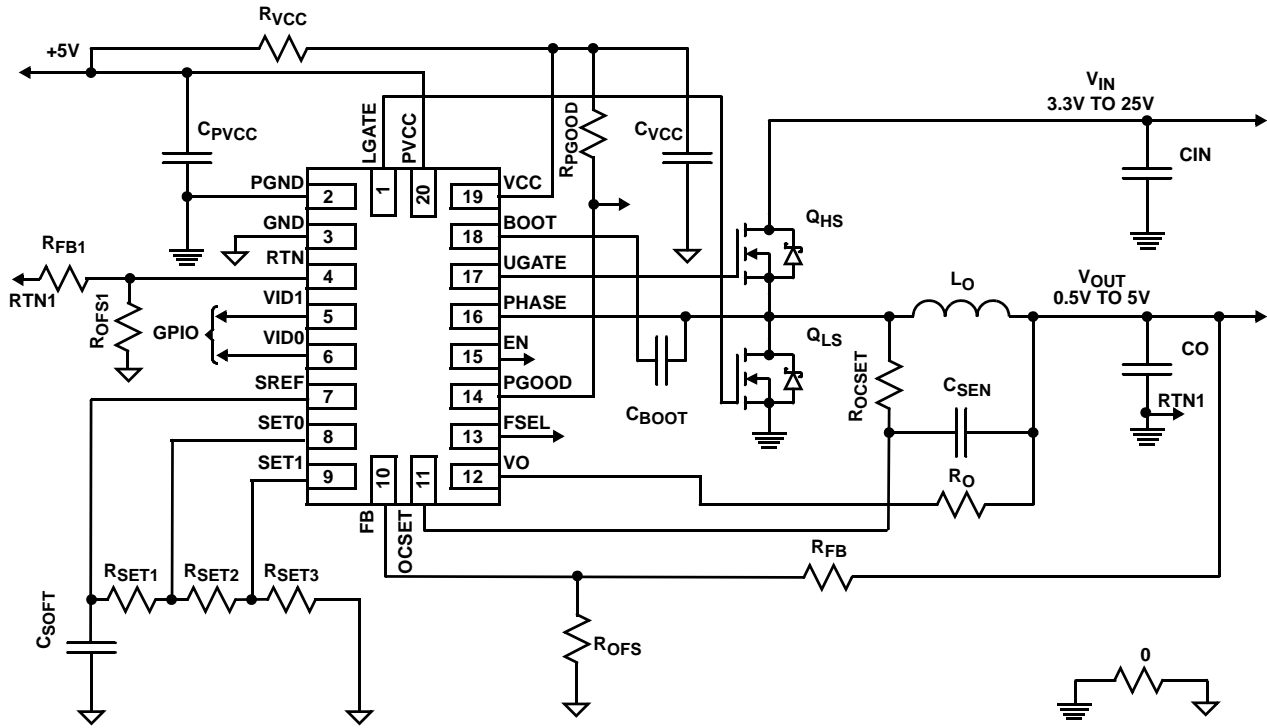 RVCC
+5V
VIN
3.3V TO 25V
CPVCC
LGATE
PVCC
RPGOOD
CVCC
CIN
PGND
2
1
20
19
VCC
GND
3
18
BOOT
QHS
RFB1
RTN
4
17
UGATE
RTN1
ROFS1
VID1
5
16
PHASE
LO
VOUT
0.5V TO 5V
GPIO
VID0
6
15
EN
QLS
CO
SREF
7
14
PGOOD
CBOOT
ROCSET
CSEN
RTN1
SET0
8
13
FSEL
SET1
9
10
11
12
VO
RO
FB
OCSET
RFB
RSET1
RSET2
RSET3
CSOFT
ROFS
0